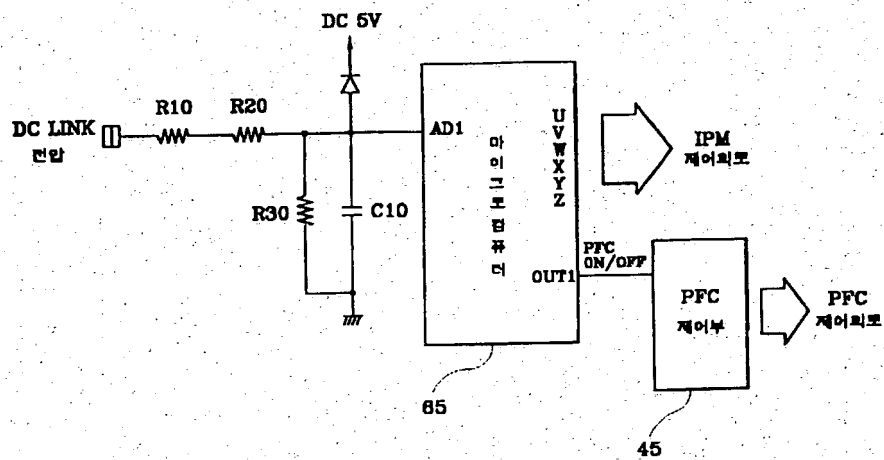 DC 5V
R10
R20
DC LINK
전압
R30
C10
AD1
마이크로컴퓨터
UVWXYZ
OUT1
IPM
제어회로
PFC
ON/OFF
PFC
제어부
PFC
제어회로
65
45